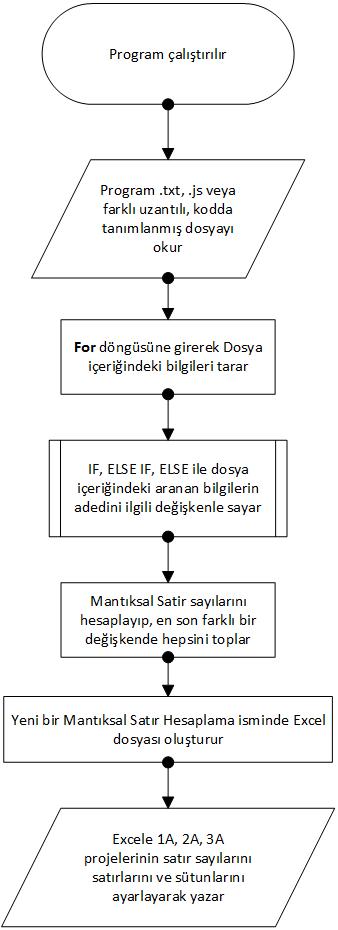 Program çalıştırılır
Program .txt, .js veya
farklı uzantılı, kodda
tanımlanmış dosyayı
okur
For döngüsüne girerek Dosya
içeriğindeki bilgileri tarar
IF, ELSE IF, ELSE ile dosya
içeriğindeki aranan bilgilerin
adedini ilgili değişkenle sayar
Mantıksal Satir sayılarını
hesaplayıp, en son farklı bir
değişkende hepsini toplar
Yeni bir Mantıksal Satır Hesaplama isminde Excel
dosyası oluşturur
Excele 1A, 2A, 3A
projelerinin satır sayılarını
satırlarını ve sütunlarını
ayarlayarak yazar